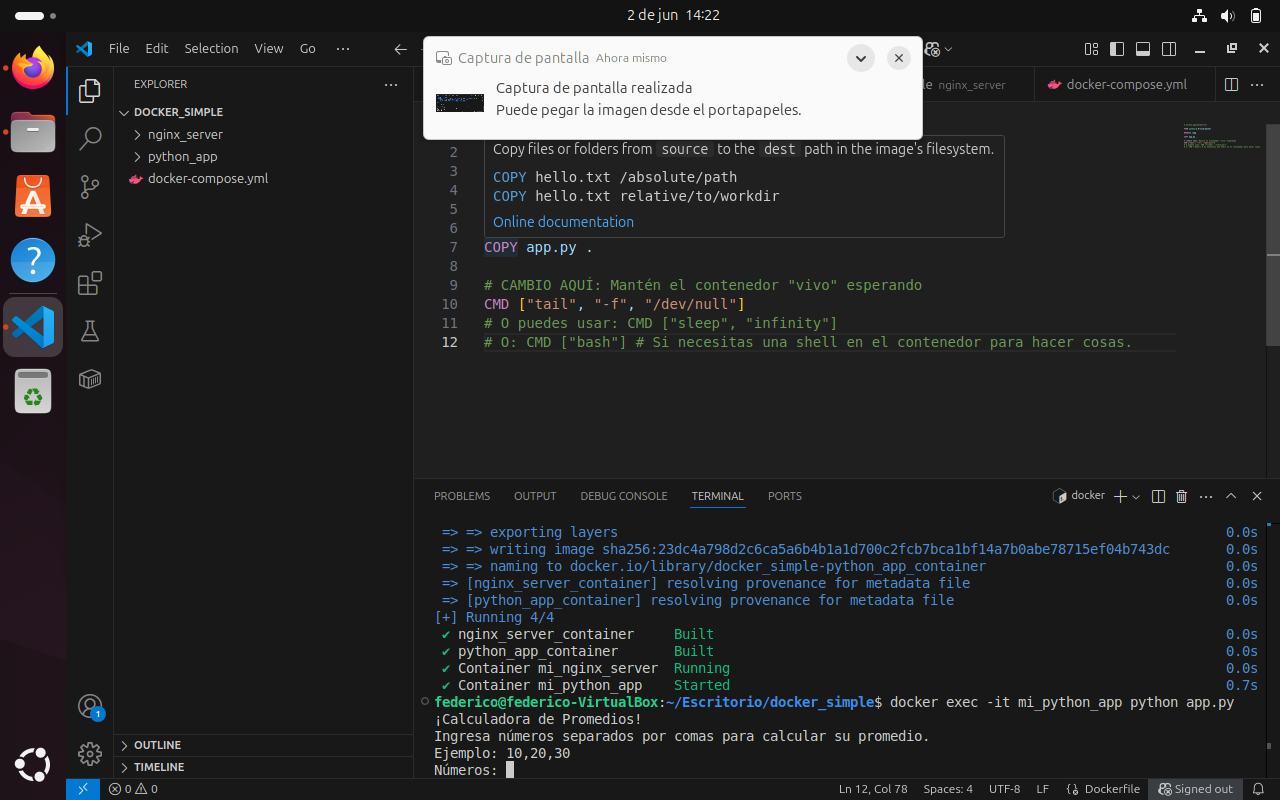 2 de jun 14:22
File Edit Selection View Go
Captura de pantalla Ahora mismo
Captura de pantalla realizada
Puede pegar la imagen desde el portapapeles.
EXPLORER
nginx_server
docker-compose.yml
DOCKER_SIMPLE
nginx_server
python_app
docker-compose.yml
Copy files or folders from source to the dest path in the image's filesystem.
COPY hello.txt /absolute/path
COPY hello.txt relative/to/workdir
Online documentation
2
3
4
5
6
7 COPY app.py .
8
9 # CAMBIO AQUÍ: Mantén el contenedor "vivo" esperando
10 CMD ["tail", "-f", "/dev/null"]
11 # O puedes usar: CMD ["sleep", "infinity"]
12 # O: CMD ["bash"] # Si necesitas una shell en el contenedor para hacer cosas.
PROBLEMS OUTPUT DEBUG CONSOLE TERMINAL PORTS
docker
=> => exporting layers 0.0s
=> => writing image sha256:23dc4a798d2c6ca5a6b4b1a1d700c2fcb7bca1bf14a7b0abe78715ef04b743dc 0.0s
=> => naming to docker.io/library/docker_simple-python_app_container 0.0s
=> [nginx_server_container] resolving provenance for metadata file 0.0s
=> [python_app_container] resolving provenance for metadata file 0.0s
[+] Running 4/4
✔ nginx_server_container Built 0.0s
✔ python_app_container Built 0.0s
✔ Container mi_nginx_server Running 0.0s
✔ Container mi_python_app Started 0.7s
federico@federico-VirtualBox:~/Escritorio/docker_simple$ docker exec -it mi_python_app python app.py
¡Calculadora de Promedios!
Ingresa números separados por comas para calcular su promedio.
Ejemplo: 10,20,30
Números:
1
OUTLINE
TIMELINE
0 0 Ln 12, Col 78 Spaces: 4 UTF-8 LF Dockerfile Signed out